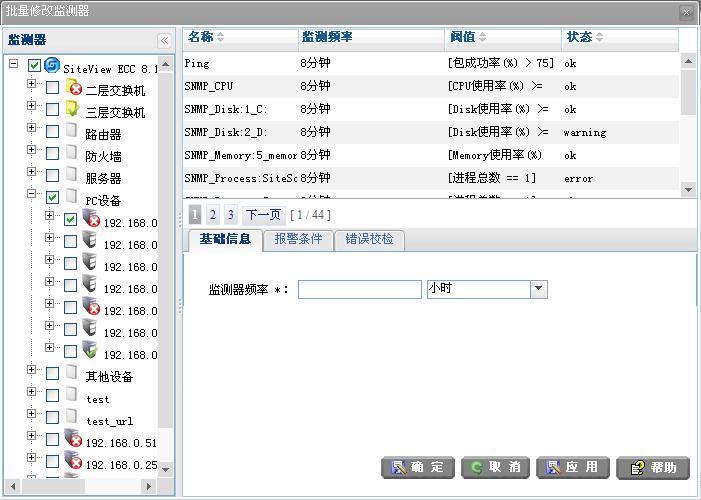 批量修改监测器
监测器
SiteView ECC 8.1
二层交换机
三层交换机
路由器
防火墙
服务器
PC设备
192.168.0
192.168.0
192.168.0
192.168.0
192.168.0
192.168.0
192.168.0
其他设备
test
test_url
192.168.0.51
192.168.0.25
名称 监测频率 阀值 状态
Ping 8分钟 [包成功率(%) > 75] ok
SNMP_CPU 8分钟 [CPU使用率(%) >= ok
SNMP_Disk:1_C: 8分钟 [Disk使用率(%) >= ok
SNMP_Disk:2_D: 8分钟 [Disk使用率(%) >= warning
SNMP_Memory:5_memor 8分钟 [Memory使用率(%) ok
SNMP_Process:SiteSc 8分钟 [进程总数 == 1] error
1 2 3 下一页 [ 1 / 44 ]
基础信息 报警条件 错误校检
监测器频率 *: 小时
确 定 取 消 应 用 帮助